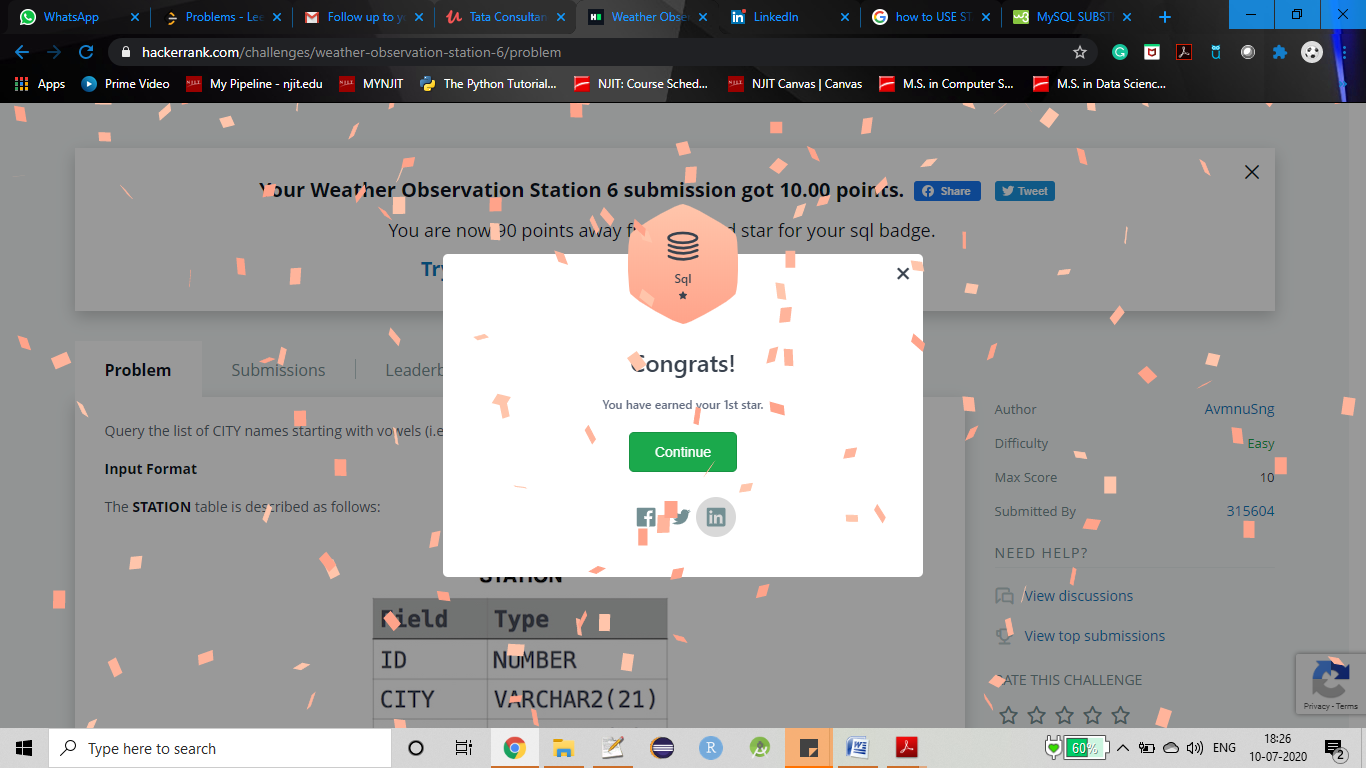 WhatsApp
Problems - Lee
Follow up to y
Tata Consultan
Weather Obse
LinkedIn
how to USE ST
MySQL SUBST
hackerrank.com/challenges/weather-observation-station-6/problem
Apps
Prime Video
My Pipeline - njit.edu
MYNJIT
The Python Tutorial...
NJIT: Course Sched...
NJIT Canvas | Canvas
M.S. in Computer S...
M.S. in Data Scienc...
Your Weather Observation Station 6 submission got 10.00 points.
Share
Tweet
You are now 90 points away star for your sql badge.
Try
Sql
Congrats!
You have earned your 1st star.
Continue
Problem
Submissions
Leaderb
Query the list of CITY names starting with vowels (i.e
Input Format
The STATION table is described as follows:
STATION
Field Type
ID NUMBER
CITY VARCHAR2(21)
Author AvmnuSng
Difficulty Easy
Max Score 10
Submitted By 315604
NEED HELP?
View discussions
View top submissions
RATE THIS CHALLENGE
Privacy - Terms
Type here to search
60%
ENG
18:26
10-07-2020
2